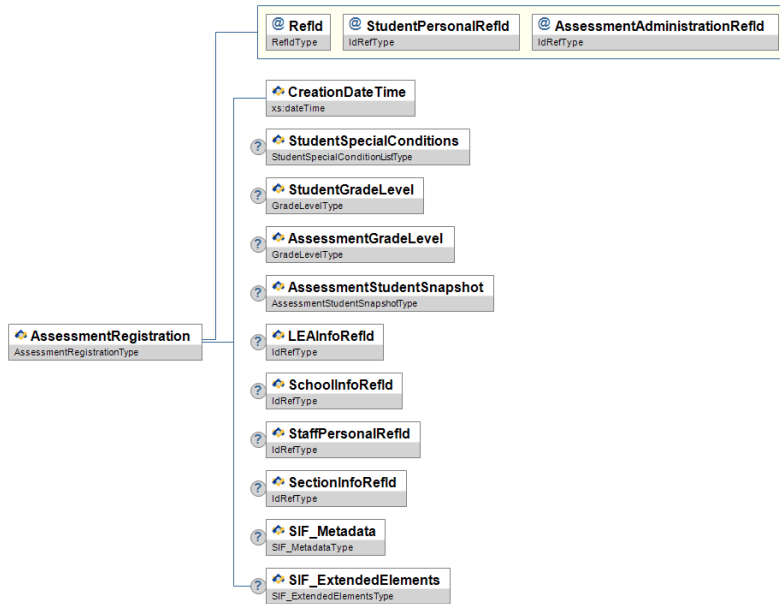 @ RefId
RefIdType
@ StudentPersonalRefId
IdRefType
@ AssessmentAdministrationRefId
IdRefType
CreationDateTime
xs:dateTime
? StudentSpecialConditions
StudentSpecialConditionListType
? StudentGradeLevel
GradeLevelType
? AssessmentGradeLevel
GradeLevelType
? AssessmentStudentSnapshot
AssessmentStudentSnapshotType
AssessmentRegistration
AssessmentRegistrationType
? LEAInfoRefId
IdRefType
? SchoolInfoRefId
IdRefType
? StaffPersonalRefId
IdRefType
? SectionInfoRefId
IdRefType
? SIF_Metadata
SIF_MetadataType
? SIF_ExtendedElements
SIF_ExtendedElementsType